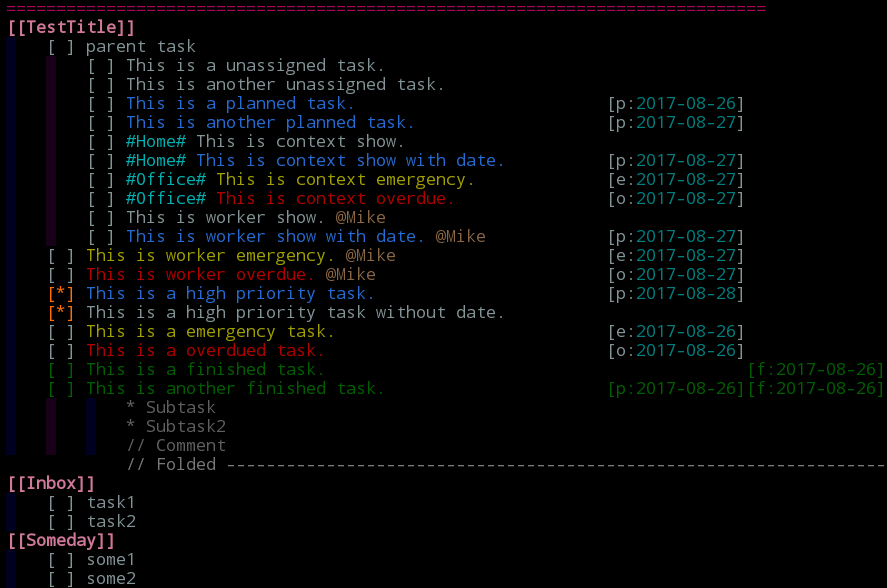 ============================================================================
[[TestTitle]]
    [ ] parent task
        [ ] This is a unassigned task.
        [ ] This is another unassigned task.
        [ ] This is a planned task.                         [p:2017-08-26]
        [ ] This is another planned task.                   [p:2017-08-27]
        [ ] #Home# This is context show.
        [ ] #Home# This is context show with date.          [p:2017-08-27]
        [ ] #Office# This is context emergency.             [e:2017-08-27]
        [ ] #Office# This is context overdue.               [o:2017-08-27]
        [ ] This is worker show. @Mike
        [ ] This is worker show with date. @Mike            [p:2017-08-27]
    [ ] This is worker emergency. @Mike                     [e:2017-08-27]
    [ ] This is worker overdue. @Mike                       [o:2017-08-27]
    [*] This is a high priority task.                       [p:2017-08-28]
    [*] This is a high priority task without date.
    [ ] This is a emergency task.                           [e:2017-08-26]
    [ ] This is a overdued task.                            [o:2017-08-26]
    [ ] This is a finished task.                                          [f:2017-08-26]
    [ ] This is another finished task.                      [p:2017-08-26][f:2017-08-26]
            * Subtask
            * Subtask2
            // Comment
            // Folded ------------------------------------------------------------------
[[Inbox]]
    [ ] task1
    [ ] task2
[[Someday]]
    [ ] some1
    [ ] some2